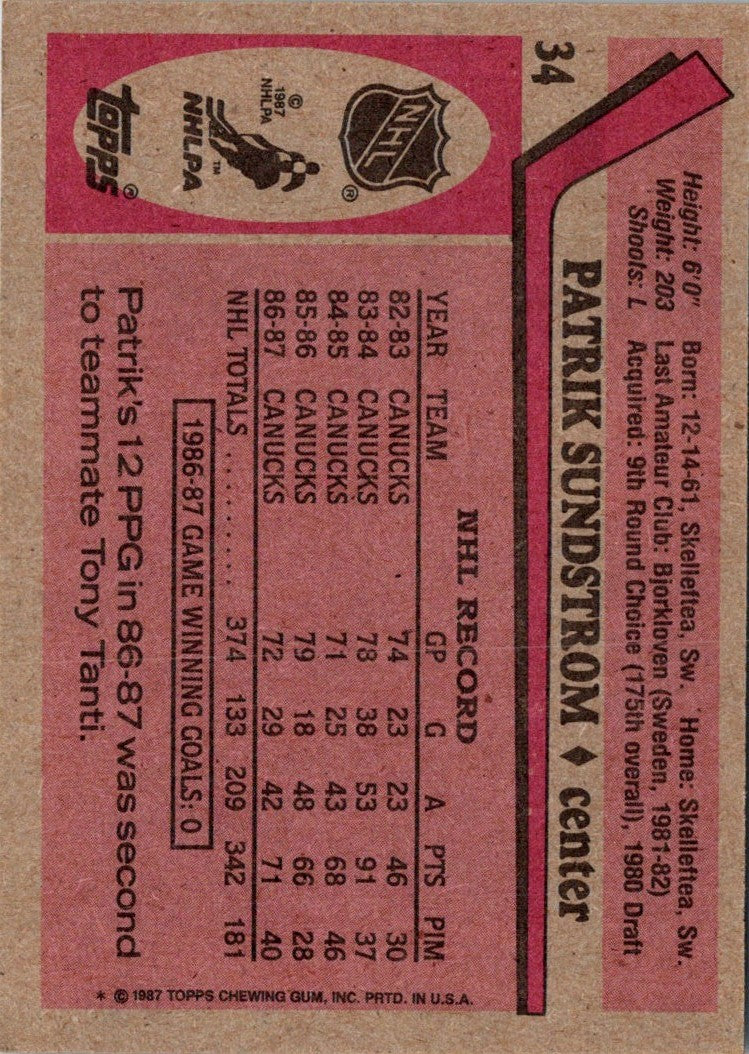 34
Height: 6'0" Born: 12-14-61, Skelleftea, Sw. Home: Skelleftea, Sw.
Weight: 203 Last Amateur Club: Bjorkloven (Sweden, 1981-82)
Shoots: L Acquired: 9th Round Choice (175th overall), 1980 Draft
PATRIK SUNDSTROM ♦ center
NHL
®
© 1987
NHLPA
™
NHLPA
TOPPS®
NHL RECORD
YEAR TEAM GP G A PTS PIM
82-83 CANUCKS 74 23 23 46 30
83-84 CANUCKS 78 38 53 91 37
84-85 CANUCKS 71 25 43 68 46
85-86 CANUCKS 79 18 48 66 28
86-87 CANUCKS 72 29 42 71 40
NHL TOTALS ........ 374 133 209 342 181
1986-87 GAME WINNING GOALS: 0
Patrik's 12 PPG in 86-87 was second
to teammate Tony Tanti.
* © 1987 TOPPS CHEWING GUM, INC. PRTD. IN U.S.A.